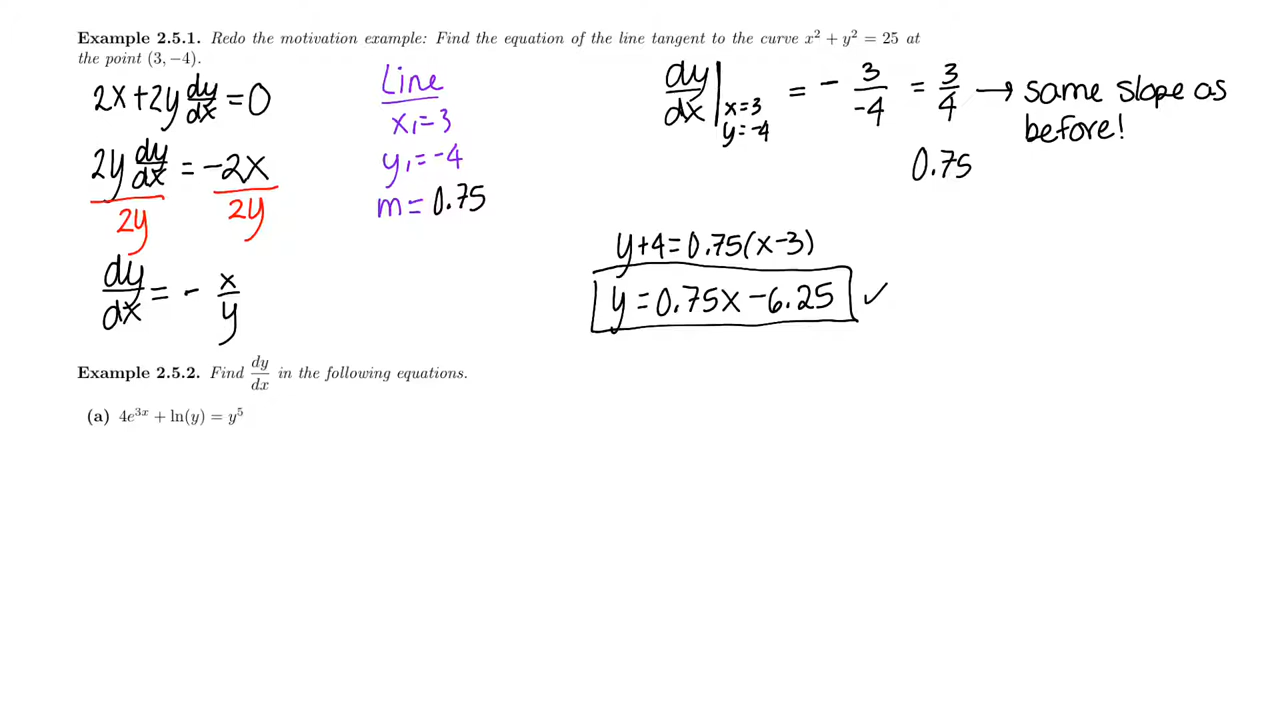 Example 2.5.1. Redo the motivation example: Find the equation of the line tangent to the curve x² + y² = 25 at
the point (3, −4).
2x+2y dy/dx = 0
2y dy/dx = −2x
2y 2y
dy/dx = − x/y
Line
x₁=3
y₁=−4
m=0.75
dy/dx | x=3 y=−4 = − 3/−4 = 3/4 → same slope as
before!
0.75
y+4=0.75(x−3)
y=0.75x−6.25 ✓
Example 2.5.2. Find dy/dx in the following equations.
(a) 4e³ˣ + ln(y) = y⁵